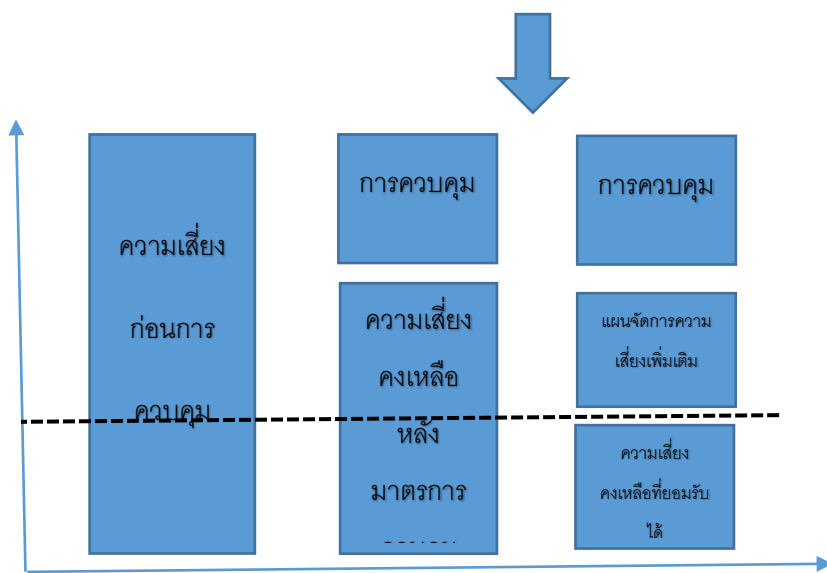 ความเสี่ยง
ก่อนการ
ควบคุม
การควบคุม
ความเสี่ยง
คงเหลือ
หลัง
มาตรการ
การควบคุม
แผนจัดการความ
เสี่ยงเพิ่มเติม
ความเสี่ยง
คงเหลือที่ยอมรับ
ได้